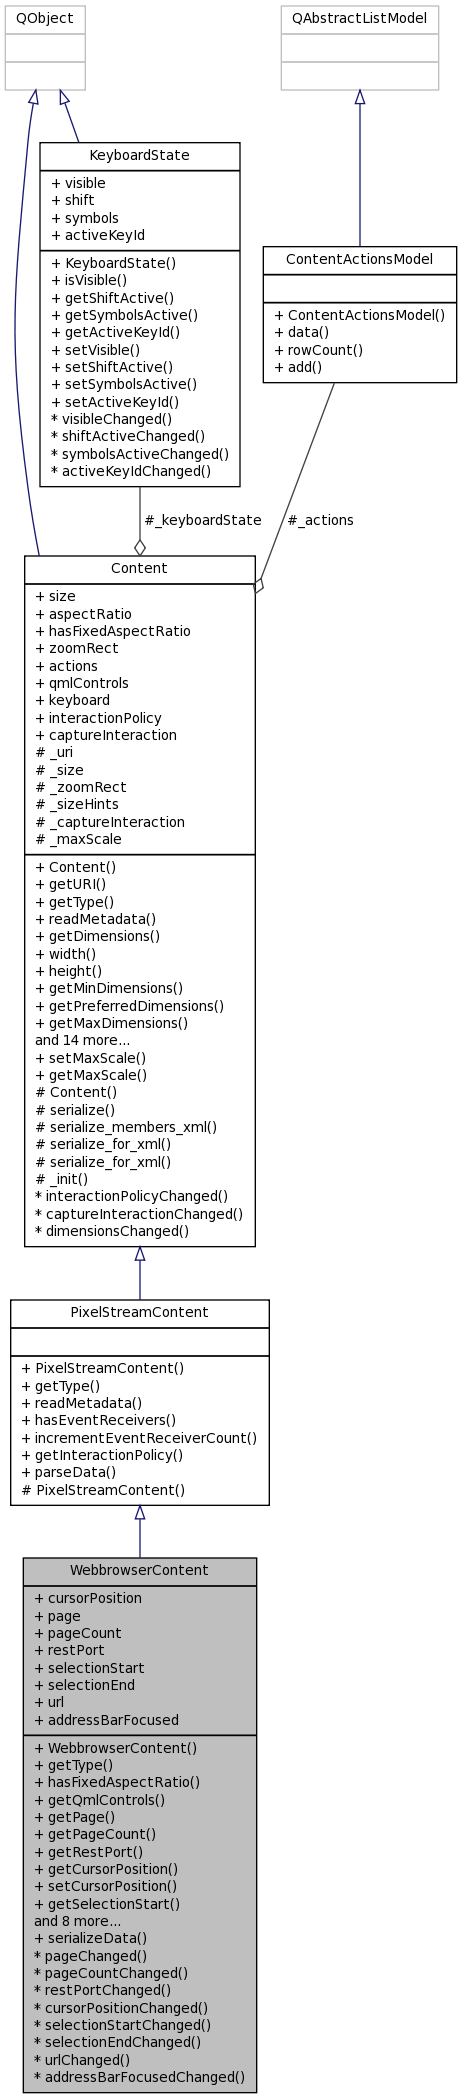 QObject
QAbstractListModel
KeyboardState
+ visible
+ shift
+ symbols
+ activeKeyId
+ KeyboardState()
+ isVisible()
+ getShiftActive()
+ getSymbolsActive()
+ getActiveKeyId()
+ setVisible()
+ setShiftActive()
+ setSymbolsActive()
+ setActiveKeyId()
* visibleChanged()
* shiftActiveChanged()
* symbolsActiveChanged()
* activeKeyIdChanged()
ContentActionsModel
+ ContentActionsModel()
+ data()
+ rowCount()
+ add()
#_keyboardState
#_actions
Content
+ size
+ aspectRatio
+ hasFixedAspectRatio
+ zoomRect
+ actions
+ qmlControls
+ keyboard
+ interactionPolicy
+ captureInteraction
# _uri
# _size
# _zoomRect
# _sizeHints
# _captureInteraction
# _maxScale
+ Content()
+ getURI()
+ getType()
+ readMetadata()
+ getDimensions()
+ width()
+ height()
+ getMinDimensions()
+ getPreferredDimensions()
+ getMaxDimensions()
and 14 more...
+ setMaxScale()
+ getMaxScale()
# Content()
# serialize()
# serialize_members_xml()
# serialize_for_xml()
# serialize_for_xml()
# _init()
* interactionPolicyChanged()
* captureInteractionChanged()
* dimensionsChanged()
PixelStreamContent
+ PixelStreamContent()
+ getType()
+ readMetadata()
+ hasEventReceivers()
+ incrementEventReceiverCount()
+ getInteractionPolicy()
+ parseData()
# PixelStreamContent()
WebbrowserContent
+ cursorPosition
+ page
+ pageCount
+ restPort
+ selectionStart
+ selectionEnd
+ url
+ addressBarFocused
+ WebbrowserContent()
+ getType()
+ hasFixedAspectRatio()
+ getQmlControls()
+ getPage()
+ getPageCount()
+ getRestPort()
+ getCursorPosition()
+ setCursorPosition()
+ getSelectionStart()
and 8 more...
+ serializeData()
* pageChanged()
* pageCountChanged()
* restPortChanged()
* cursorPositionChanged()
* selectionStartChanged()
* selectionEndChanged()
* urlChanged()
* addressBarFocusedChanged()